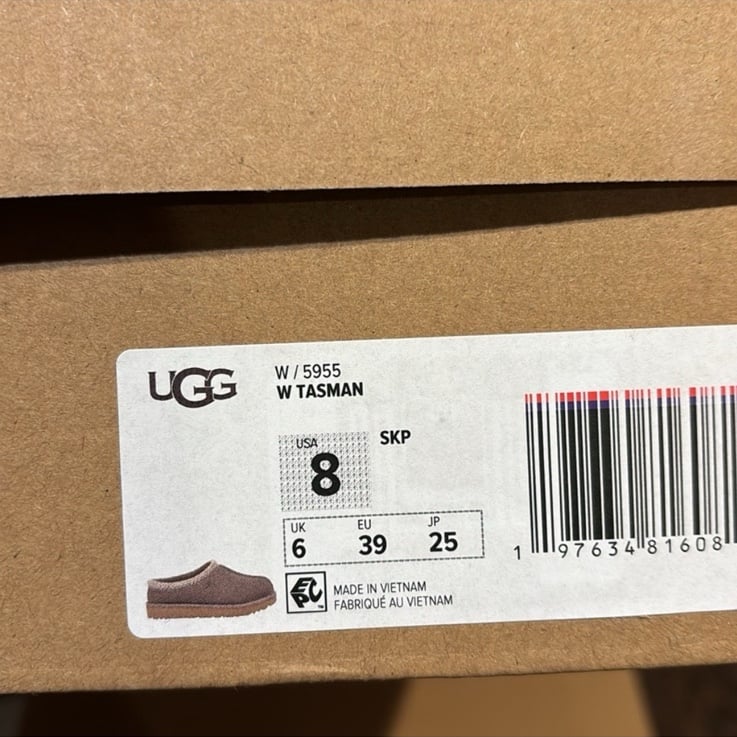 UGG
W / 5955
W TASMAN
USA
8
SKP
UK EU JP
6 39 25
EPC
MADE IN VIETNAM
FABRIQUÉ AU VIETNAM
1 97634 81608